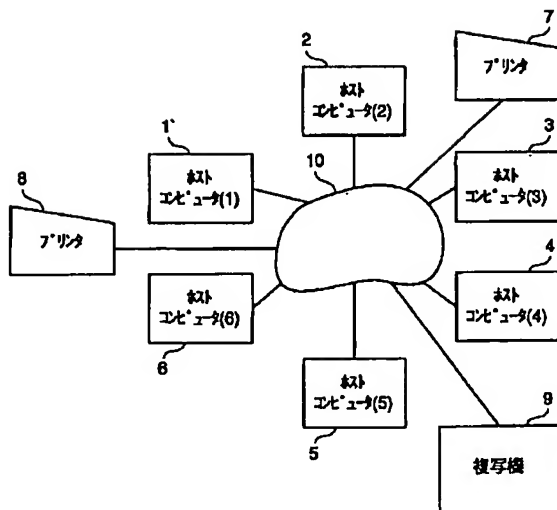 2
ホスト
コンピュータ(2)
7
プリンタ
1
ホスト
コンピュータ(1)
10
3
ホスト
コンピュータ(3)
8
プリンタ
4
ホスト
コンピュータ(4)
ホスト
コンピュータ(6)
6
ホスト
コンピュータ(5)
5
9
複写機